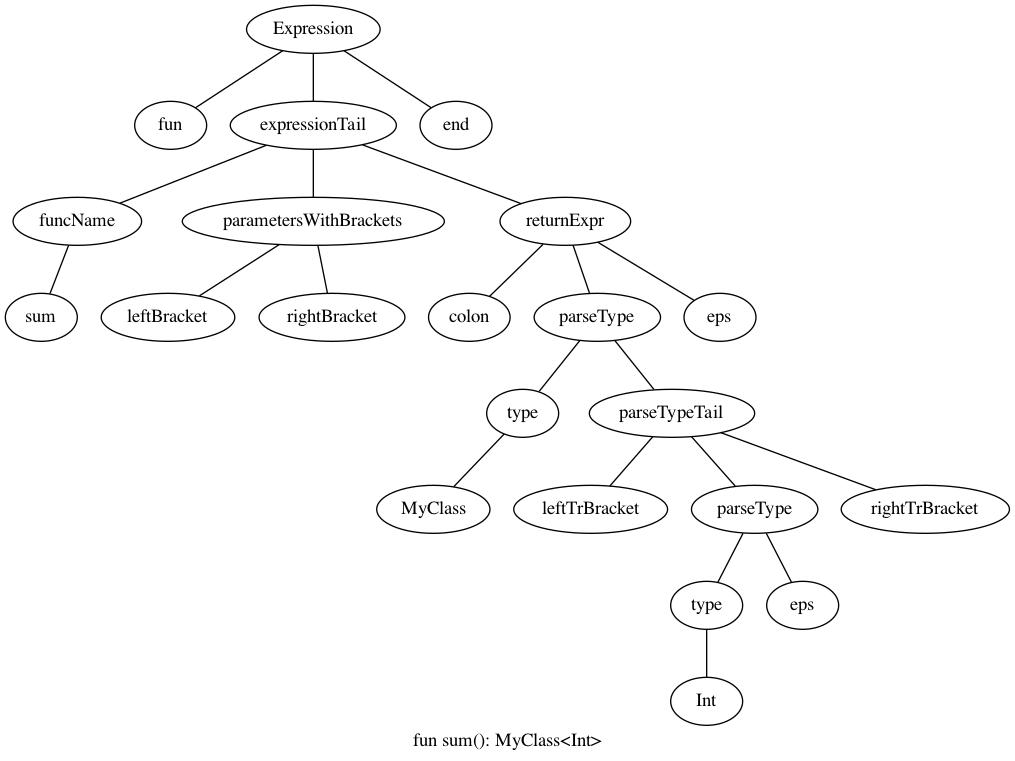 Expression
fun expressionTail end
funcName parametersWithBrackets returnExpr
sum leftBracket rightBracket colon parseType eps
type parseTypeTail
MyClass leftTrBracket parseType rightTrBracket
type eps
Int
fun sum(): MyClass<Int>